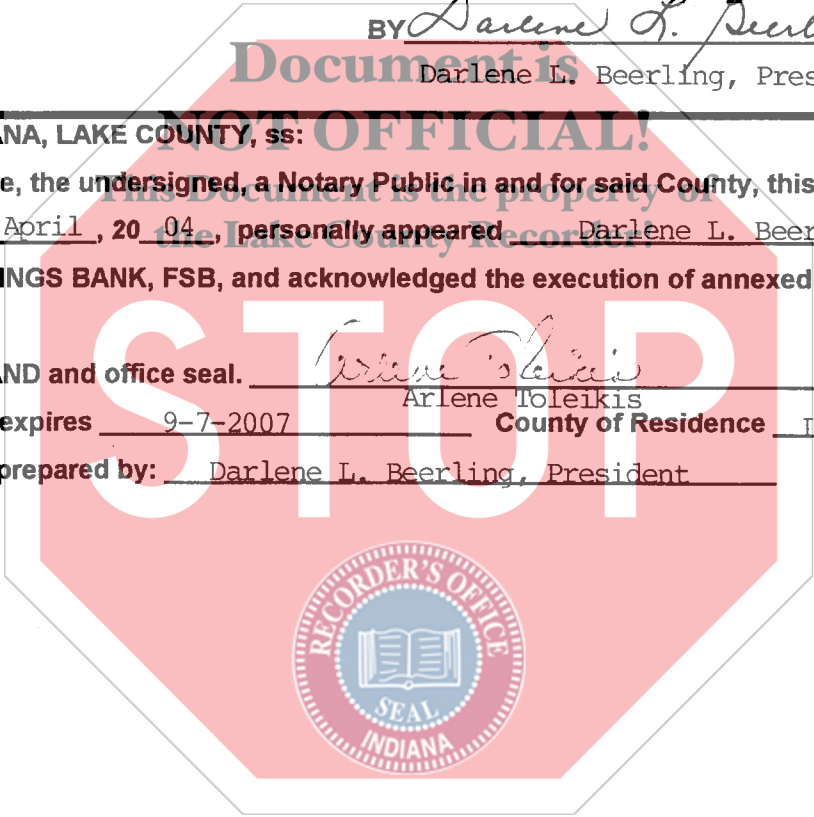 BY Darlene L. Beerl
Document is
Darlene L. Beerling, Pres
NOT OFFICIAL!
NA, LAKE COUNTY, ss:
e, the undersigned, a Notary Public in and for said County, this
This Document is the property of
April, 20 04, personally appeared Darlene L. Beer
the Lake County Recorder!
INGS BANK, FSB, and acknowledged the execution of annexed
STOP
ND and office seal. Arlene Toleikis
Arlene Toleikis
expires 9-7-2007 County of Residence
prepared by: Darlene L. Beerling, President
RECORDER'S OFFICE
SEAL
INDIANA